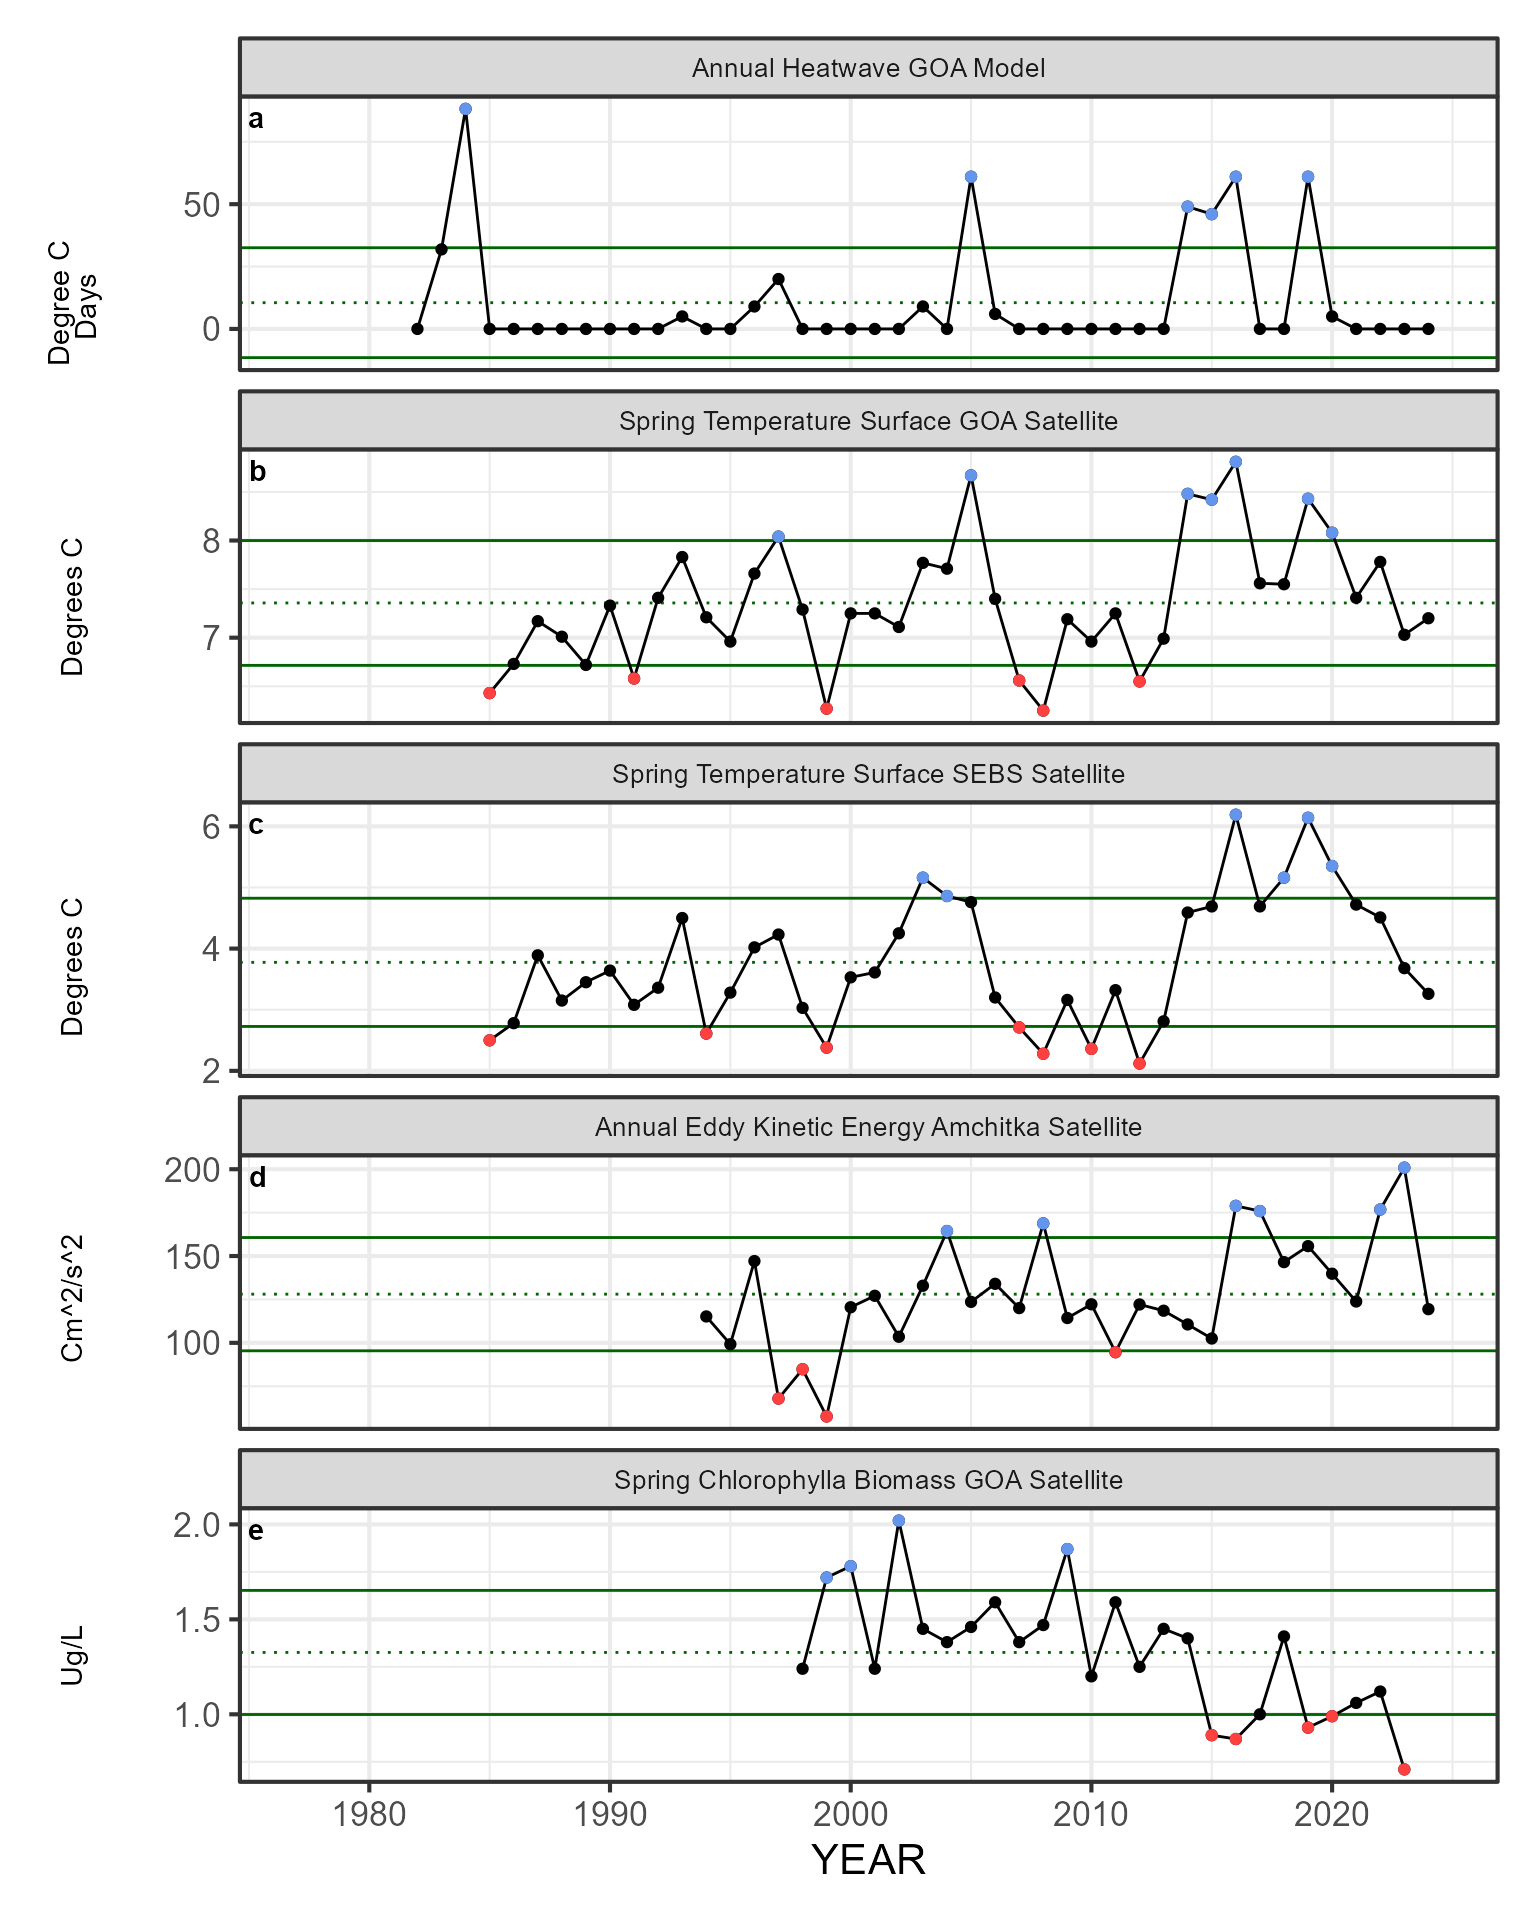 Annual Heatwave GOA Model
a
50
0
Degree C
Days
Spring Temperature Surface GOA Satellite
b
8
7
Degrees C
Spring Temperature Surface SEBS Satellite
c
6
4
2
Degrees C
Annual Eddy Kinetic Energy Amchitka Satellite
d
200
150
100
Cm^2/s^2
Spring Chlorophylla Biomass GOA Satellite
e
2.0
1.5
1.0
Ug/L
1980 1990 2000 2010 2020
YEAR